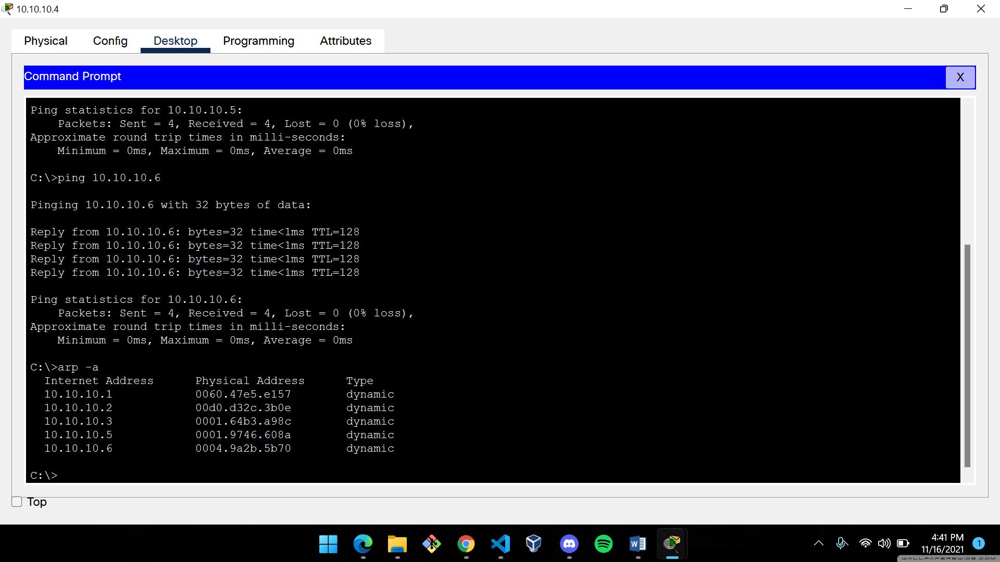 10.10.10.4
Physical Config Desktop Programming Attributes
Command Prompt
X
Ping statistics for 10.10.10.5:
    Packets: Sent = 4, Received = 4, Lost = 0 (0% loss),
Approximate round trip times in milli-seconds:
    Minimum = 0ms, Maximum = 0ms, Average = 0ms
C:\>ping 10.10.10.6
Pinging 10.10.10.6 with 32 bytes of data:
Reply from 10.10.10.6: bytes=32 time<1ms TTL=128
Reply from 10.10.10.6: bytes=32 time<1ms TTL=128
Reply from 10.10.10.6: bytes=32 time<1ms TTL=128
Reply from 10.10.10.6: bytes=32 time<1ms TTL=128
Ping statistics for 10.10.10.6:
    Packets: Sent = 4, Received = 4, Lost = 0 (0% loss),
Approximate round trip times in milli-seconds:
    Minimum = 0ms, Maximum = 0ms, Average = 0ms
C:\>arp -a
  Internet Address      Physical Address      Type
  10.10.10.1            0060.47e5.e157        dynamic
  10.10.10.2            00d0.d32c.3b0e        dynamic
  10.10.10.3            0001.64b3.a98c        dynamic
  10.10.10.5            0001.9746.608a        dynamic
  10.10.10.6            0004.9a2b.5b70        dynamic
C:\>
Top
W
4:41 PM
11/16/2021
1
WALLPAPERSWIDE.COM